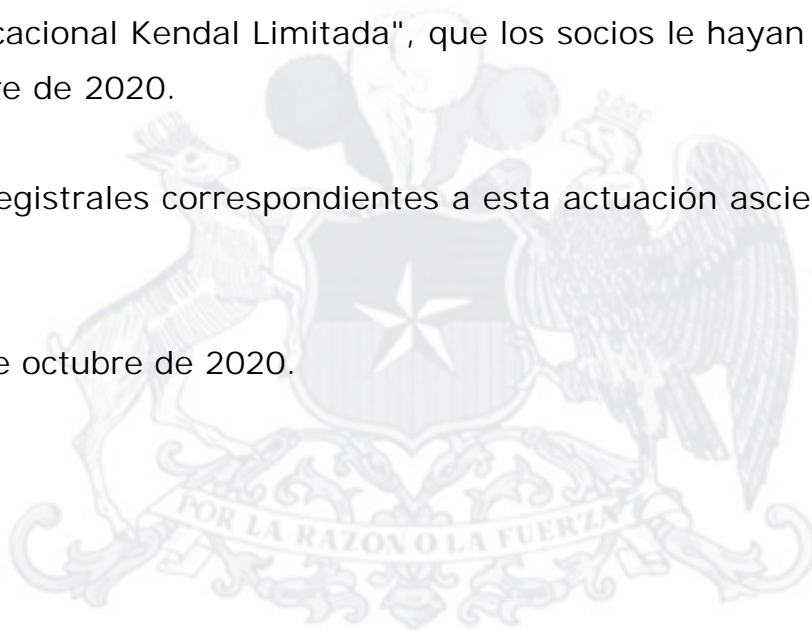 cacional Kendal Limitada", que los socios le hayan
re de 2020.
egistrales correspondientes a esta actuación ascie
e octubre de 2020.
POR LA RAZON O LA FUERZA